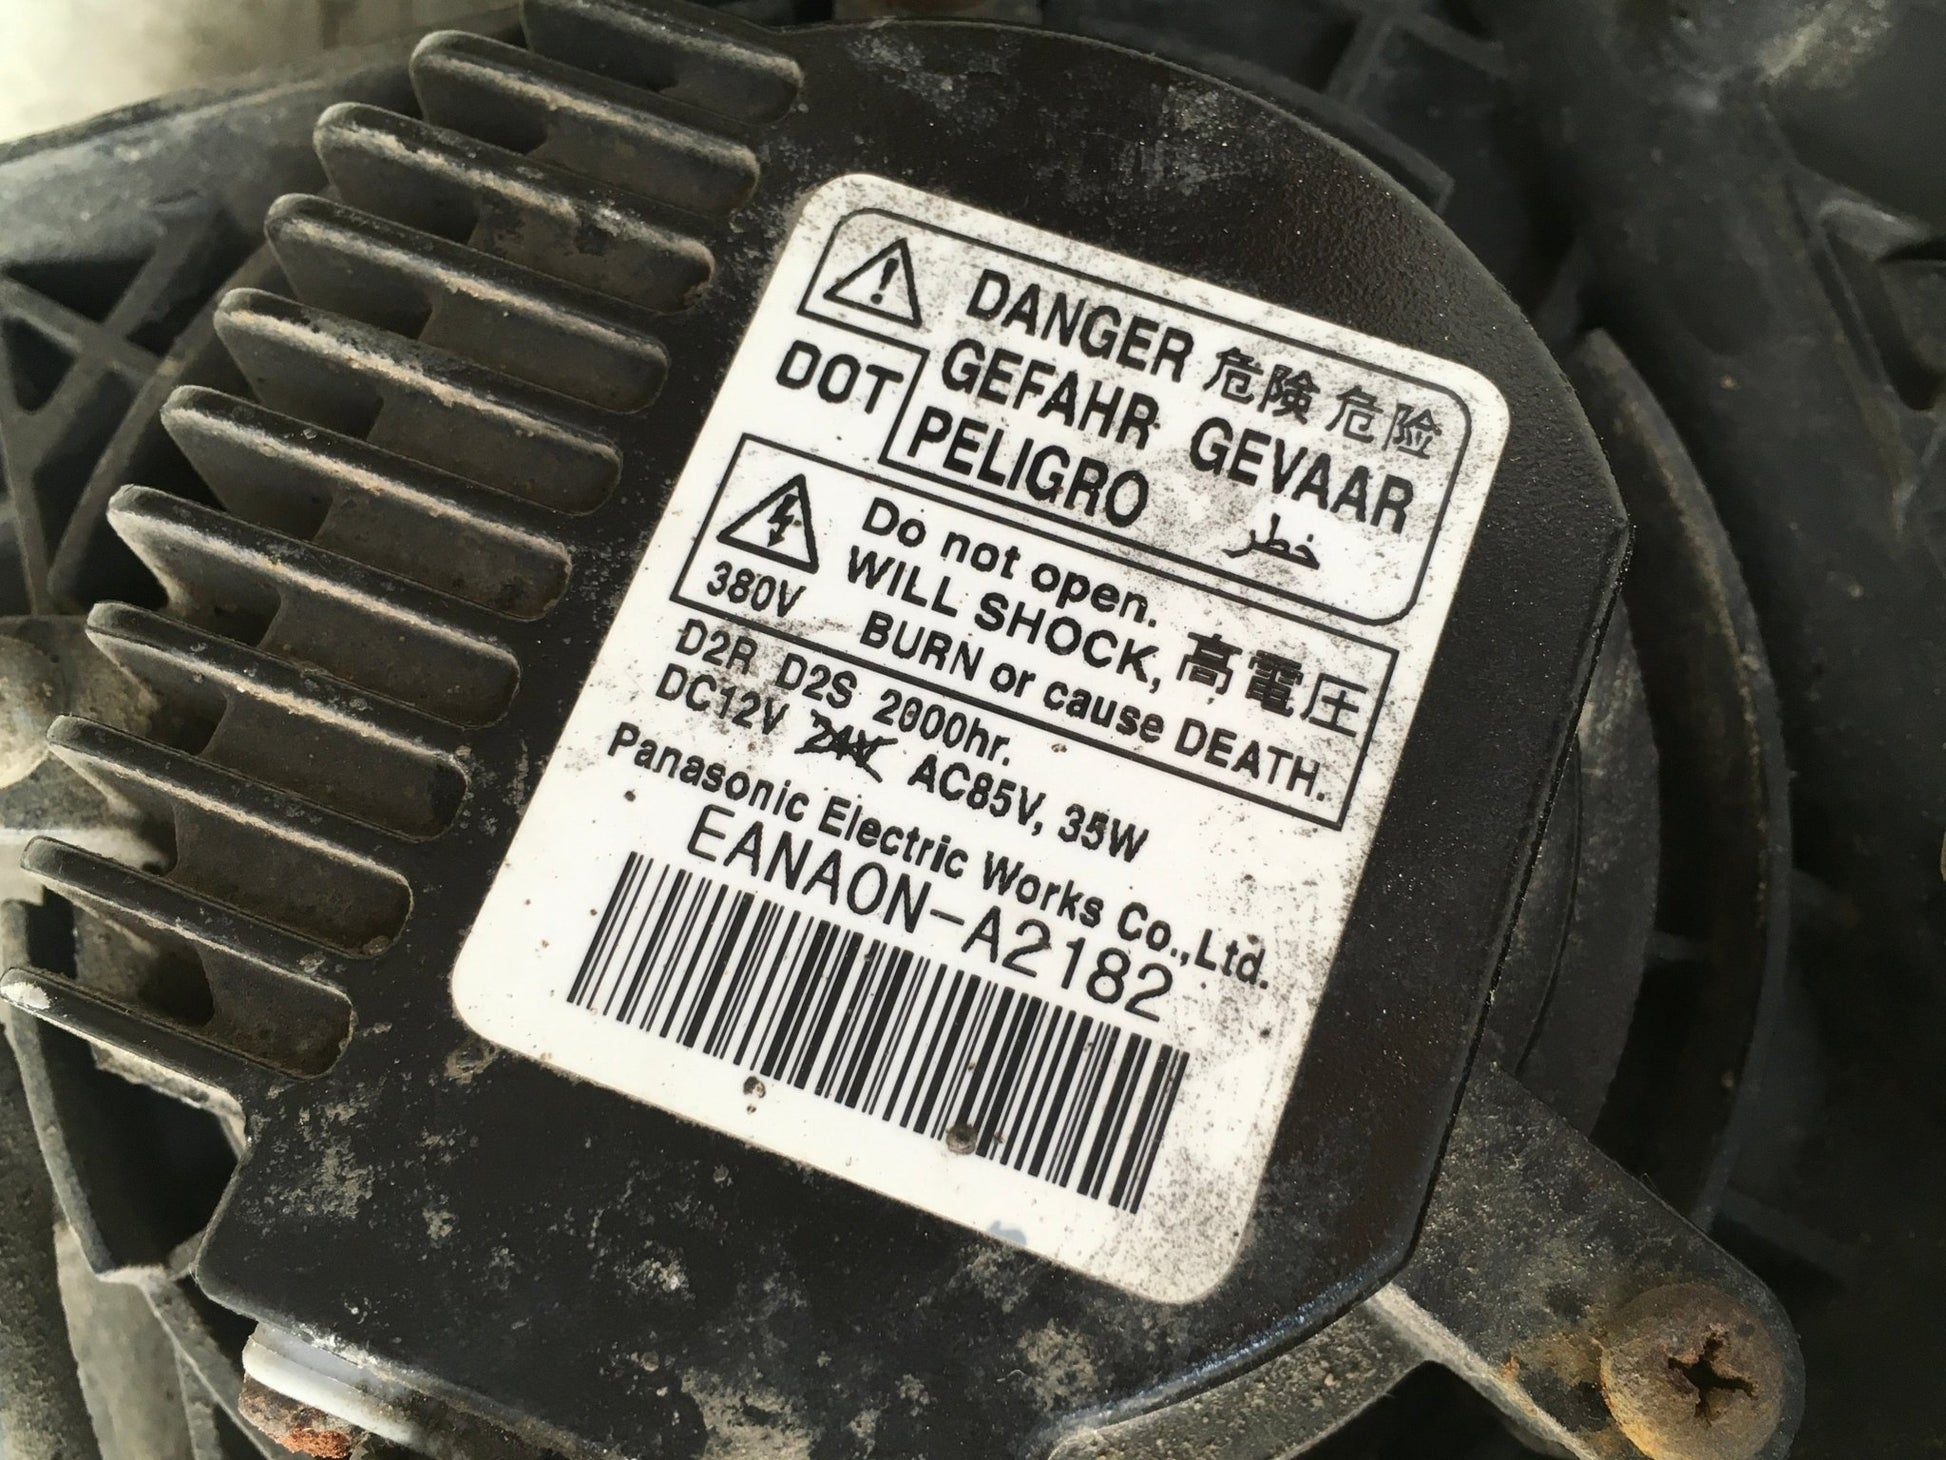 DANGER 危険 危险
GEFAHR GEVAAR
DOT PELIGRO خطر
Do not open.
WILL SHOCK, 高電圧
380V BURN or cause DEATH.
D2R D2S 2000hr.
DC12V 24V AC85V, 35W
Panasonic Electric Works Co.,Ltd.
EANAON-A2182